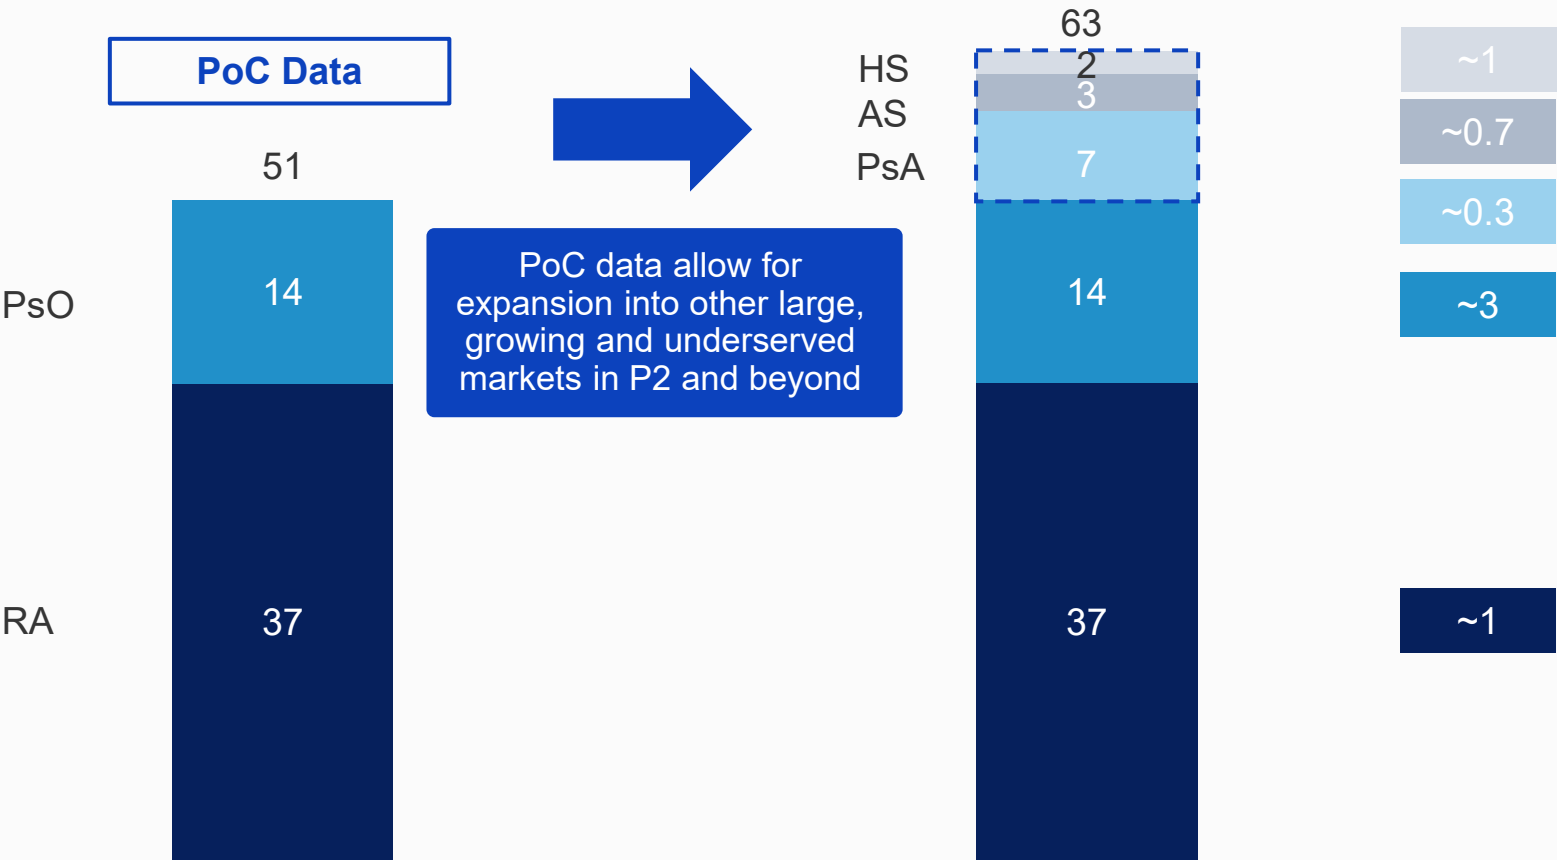 PoC Data
51
14
37
PsO
RA
PoC data allow for
expansion into other large,
growing and underserved
markets in P2 and beyond
63
HS
2
AS
3
PsA
7
14
37
~1
~0.7
~0.3
~3
~1